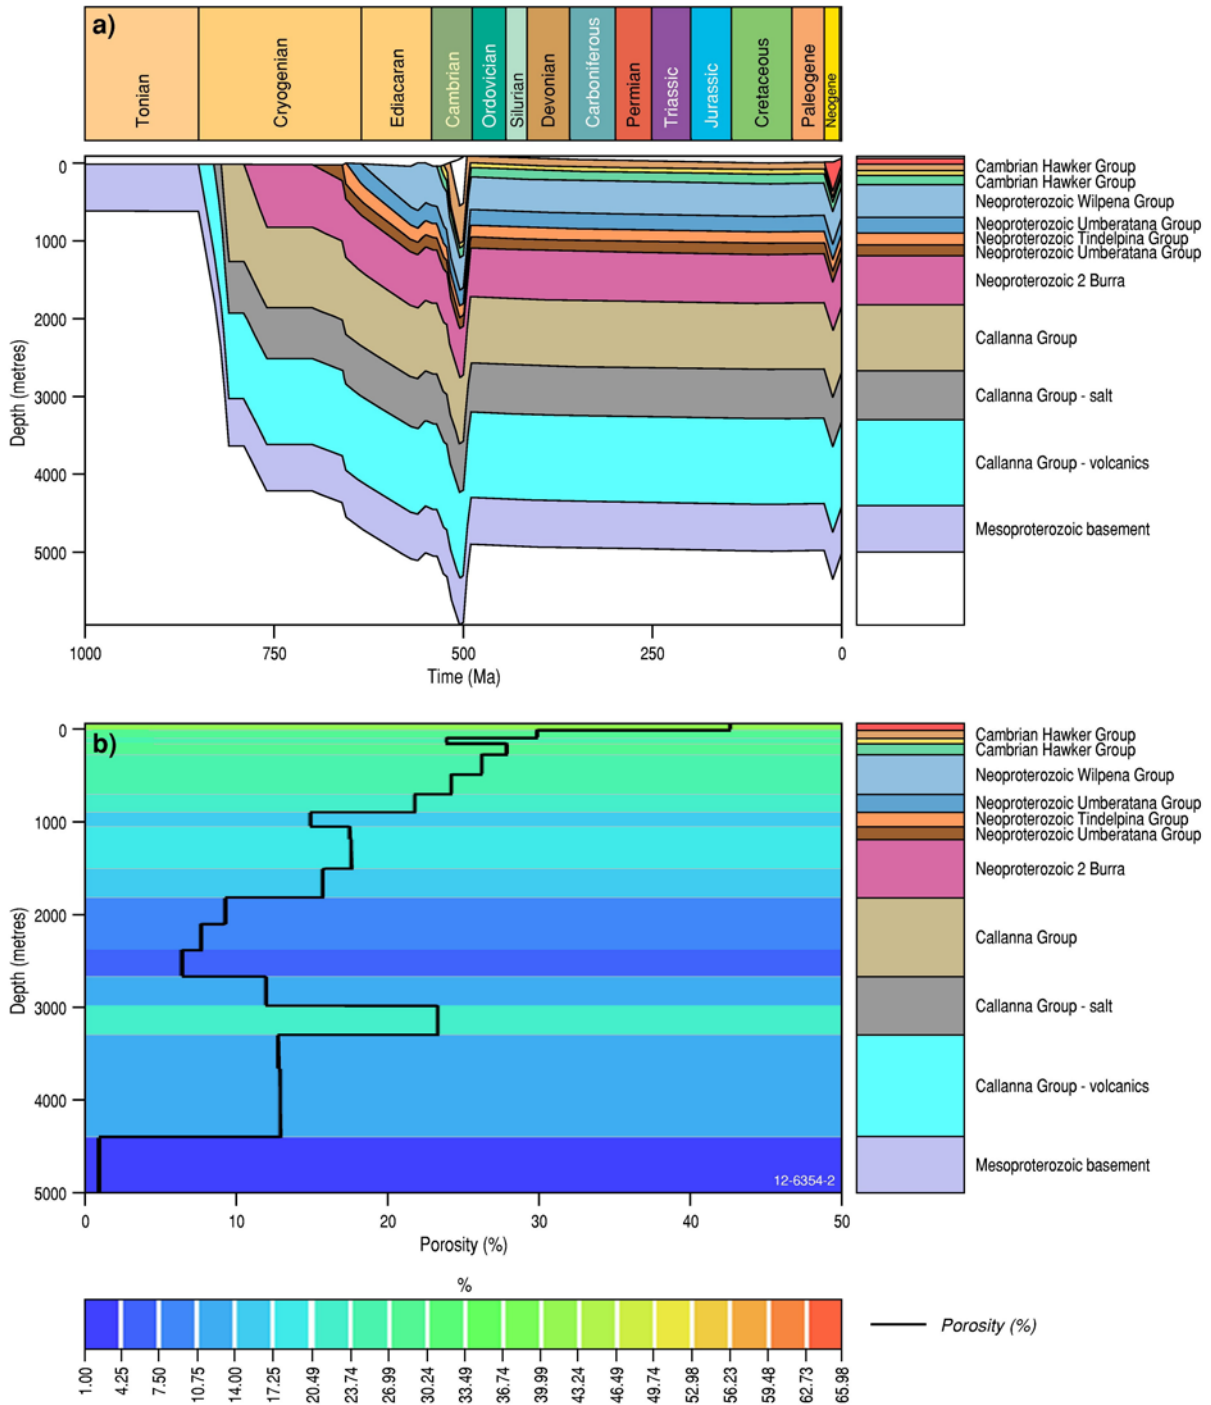 a)
Tonian
Cryogenian
Ediacaran
Cambrian
Ordovician
Silurian
Devonian
Carboniferous
Permian
Triassic
Jurassic
Cretaceous
Paleogene
Neogene
0
1000
2000
3000
4000
5000
Depth (metres)
1000
750
500
250
0
Time (Ma)
Cambrian Hawker Group
Cambrian Hawker Group
Neoproterozoic Wilpena Group
Neoproterozoic Umberatana Group
Neoproterozoic Tindelpina Group
Neoproterozoic Umberatana Group
Neoproterozoic 2 Burra
Callanna Group
Callanna Group - salt
Callanna Group - volcanics
Mesoproterozoic basement
b)
0
1000
2000
3000
4000
5000
Depth (metres)
12-6354-2
0
10
20
30
40
50
Porosity (%)
Cambrian Hawker Group
Cambrian Hawker Group
Neoproterozoic Wilpena Group
Neoproterozoic Umberatana Group
Neoproterozoic Tindelpina Group
Neoproterozoic Umberatana Group
Neoproterozoic 2 Burra
Callanna Group
Callanna Group - salt
Callanna Group - volcanics
Mesoproterozoic basement
%
1.00
4.25
7.50
10.75
14.00
17.25
20.49
23.74
26.99
30.24
33.49
36.74
39.99
43.24
46.49
49.74
52.98
56.23
59.48
62.73
65.98
Porosity (%)